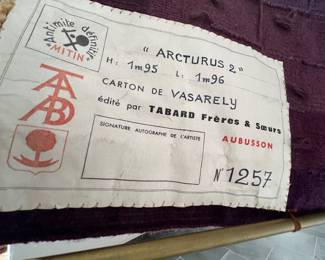 "Antimite définitif"
MITIN
« ARCTURUS 2 »
H: 1m95 L: 1m96
CARTON DE VASARELY
édité par TABARD Frères & Sœurs
AUBUSSON
SIGNATURE AUTOGRAPHE DE L'ARTISTE
N° 1257
TABARD